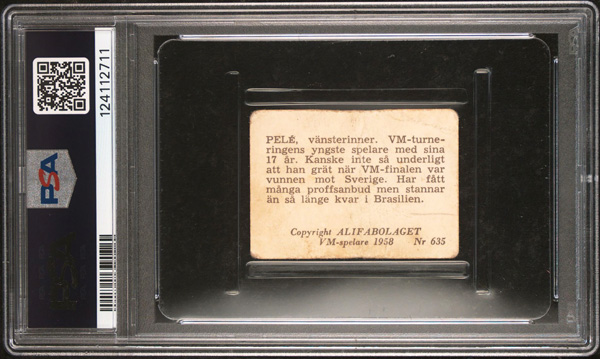 124112711
PSA
PELÉ, vänsterinner. VM-turne-
ringens yngste spelare med sina
17 år. Kanske inte så underligt
att han grät när VM-finalen var
vunnen mot Sverige. Har fått
många proffsanbud men stannar
än så länge kvar i Brasilien.
Copyright ALIFABOLAGET
VM-spelare 1958 Nr 635